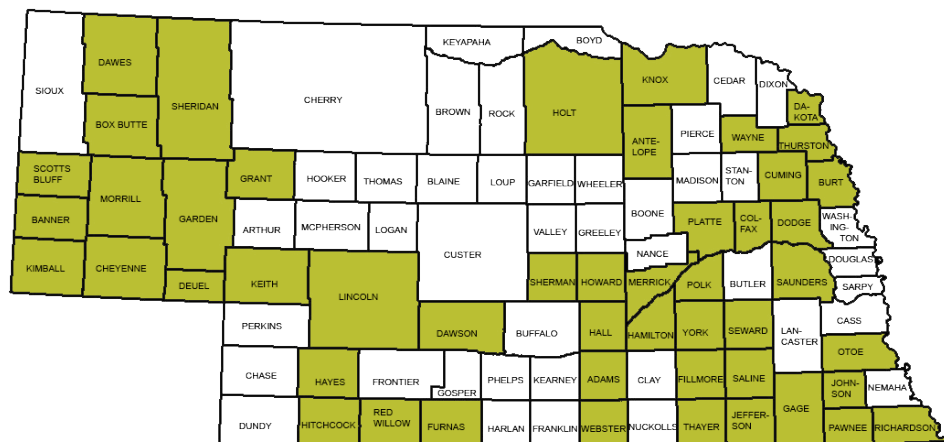 KEYAPAHA
BOYD
DAWES
SIOUX
SHERIDAN
CHERRY
BROWN
ROCK
HOLT
KNOX
CEDAR
DIXON
DA-
KOTA
BOX BUTTE
ANTE-
LOPE
PIERCE
WAYNE
THURSTON
SCOTTS
BLUFF
MORRILL
GARDEN
GRANT
HOOKER
THOMAS
BLAINE
LOUP
GARFIELD
WHEELER
MADISON
STAN-
TON
CUMING
BURT
BANNER
ARTHUR
MCPHERSON
LOGAN
CUSTER
VALLEY
GREELEY
BOONE
PLATTE
COL-
FAX
DODGE
WASH-
ING-
TON
NANCE
DOUGLAS
KIMBALL
CHEYENNE
DEUEL
KEITH
LINCOLN
SHERMAN
HOWARD
MERRICK
POLK
BUTLER
SAUNDERS
SARPY
PERKINS
DAWSON
BUFFALO
HALL
HAMILTON
YORK
SEWARD
LAN-
CASTER
CASS
OTOE
CHASE
HAYES
FRONTIER
GOSPER
PHELPS
KEARNEY
ADAMS
CLAY
FILLMORE
SALINE
GAGE
JOHN-
SON
NEMAHA
DUNDY
HITCHCOCK
RED
WILLOW
FURNAS
HARLAN
FRANKLIN
WEBSTER
NUCKOLLS
THAYER
JEFFER-
SON
PAWNEE
RICHARDSON